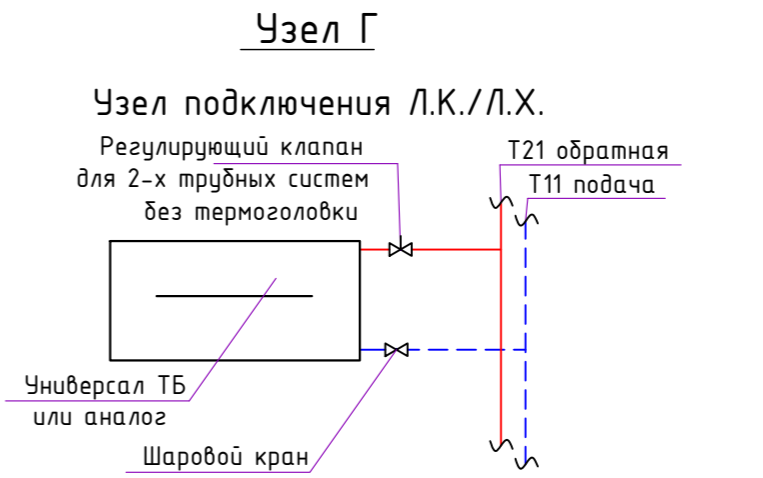 Узел Г
Узел подключения Л.К./Л.Х.
Регулирующий клапан
для 2-х трубных систем
без термоголовки
Т21 обратная
Т11 подача
Универсал ТБ
или аналог
Шаровой кран